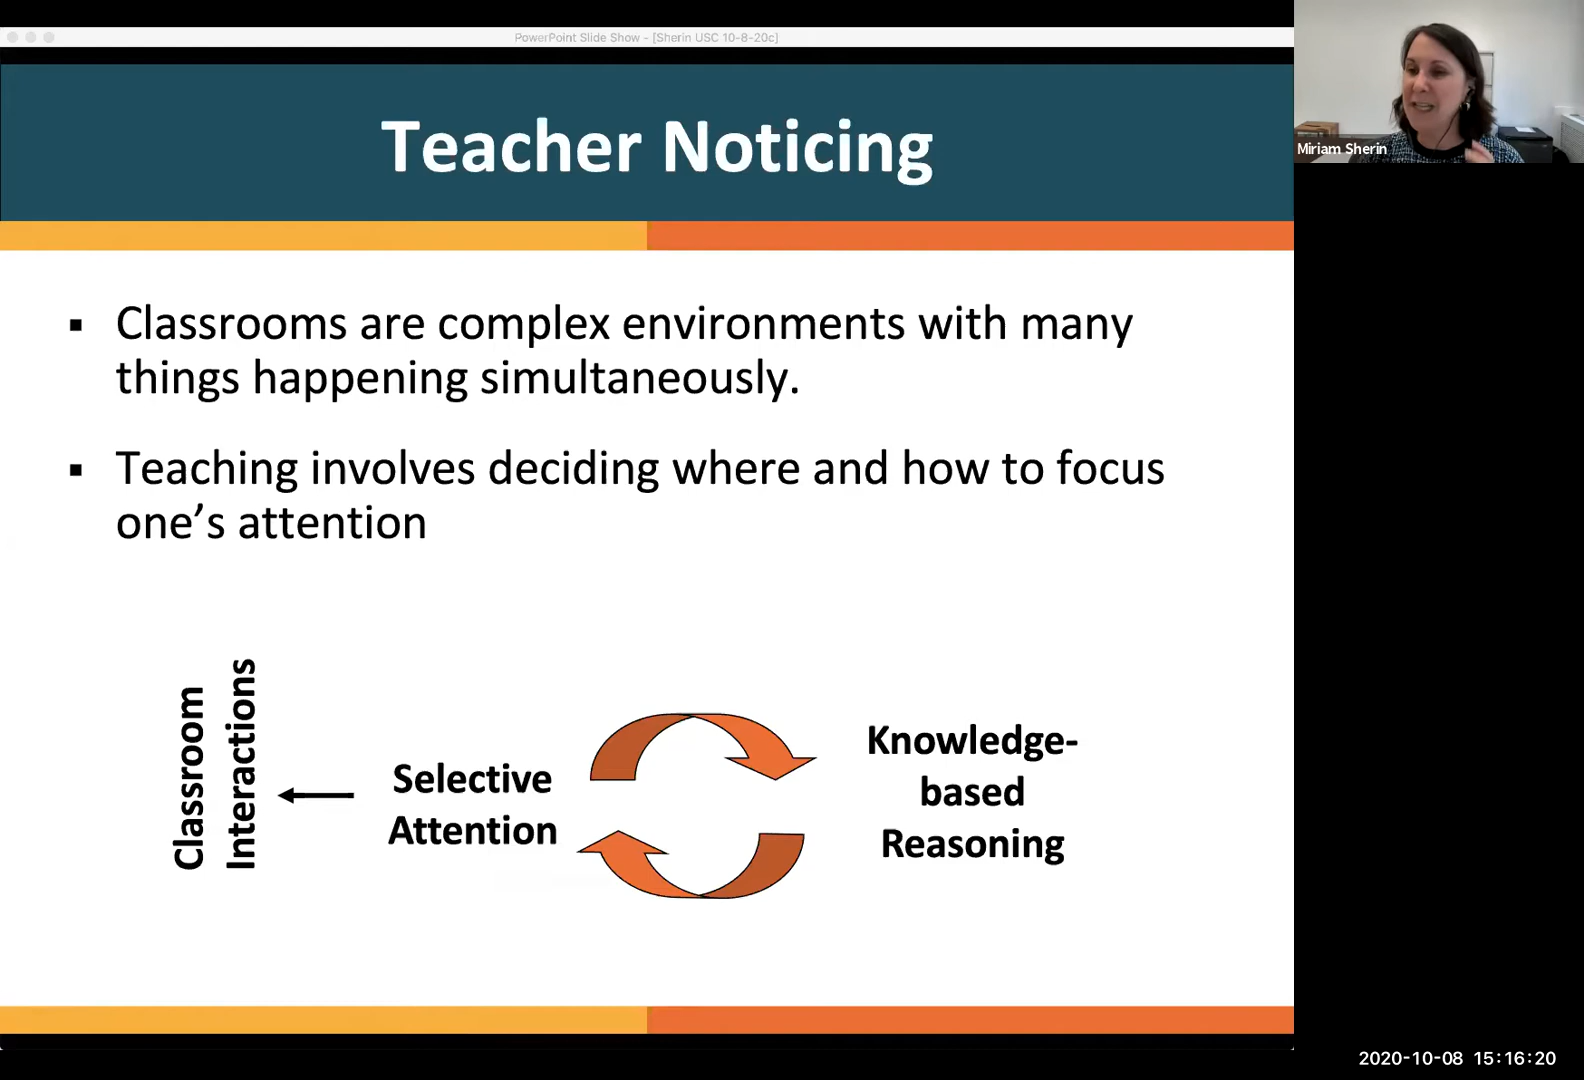 PowerPoint Slide Show - [Sherin USC 10-8-20c]
Teacher Noticing
Miriam Sherin
▪ Classrooms are complex environments with many
things happening simultaneously.
▪ Teaching involves deciding where and how to focus
one’s attention
Classroom
Interactions
Selective
Attention
Knowledge-
based
Reasoning
2020-10-08 15:16:20